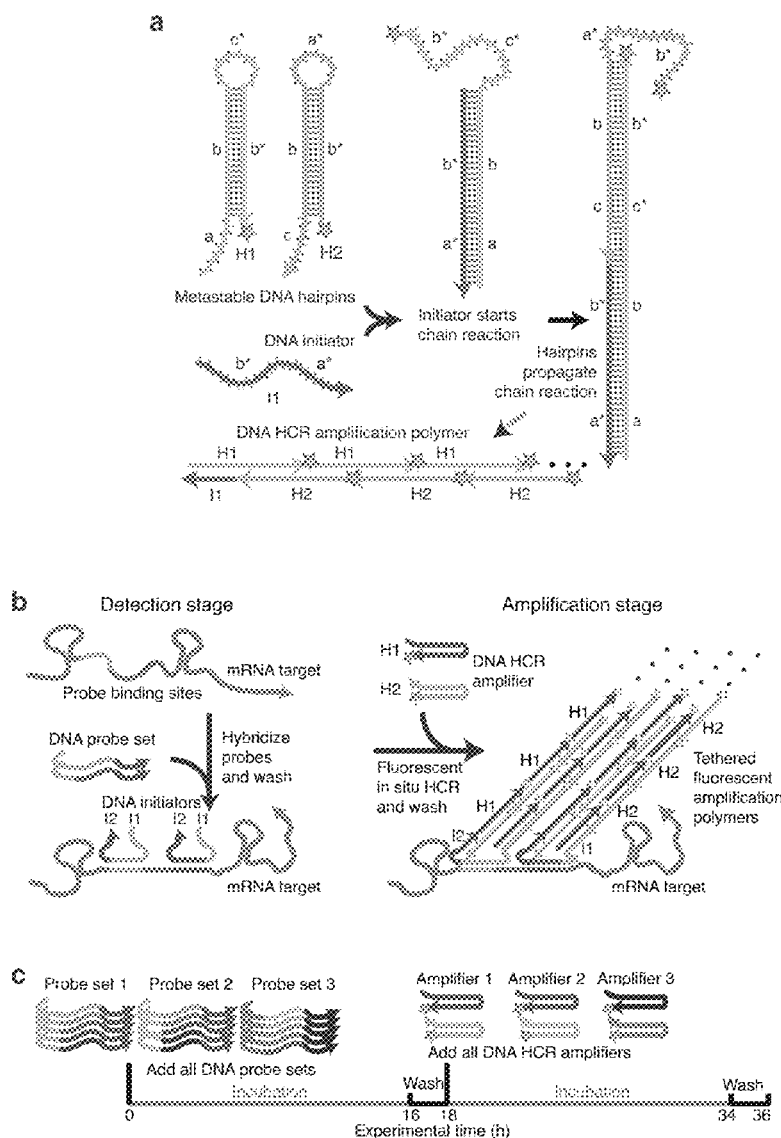 a
c*
a*
b*
c*
a*
b*
b
b*
b
b*
b*
b
b
b*
a
H1
c
H2
a*
a
c
c*
Metastable DNA hairpins
Initiator starts
chain reaction
b*
b
DNA initiator
b*
a*
I1
Hairpins
propagate
chain reaction
a*
a
DNA HCR amplification polymer
H1
H1
H1
I1
H2
H2
H2
b
Detection stage
Amplification stage
mRNA target
Probe binding sites
H1
H2
DNA HCR
amplifier
DNA probe set
Hybridize
probes
and wash
DNA initiators
I2
I1
I2
I1
mRNA target
Fluorescent
in situ HCR
and wash
H1
H1
H1
H2
H2
H2
Tethered
fluorescent
amplification
polymers
I2
I1
mRNA target
c
Probe set 1
Probe set 2
Probe set 3
Amplifier 1
Amplifier 2
Amplifier 3
Add all DNA probe sets
Add all DNA HCR amplifiers
Incubation
Wash
Incubation
Wash
0
16
18
34
36
Experimental time (h)